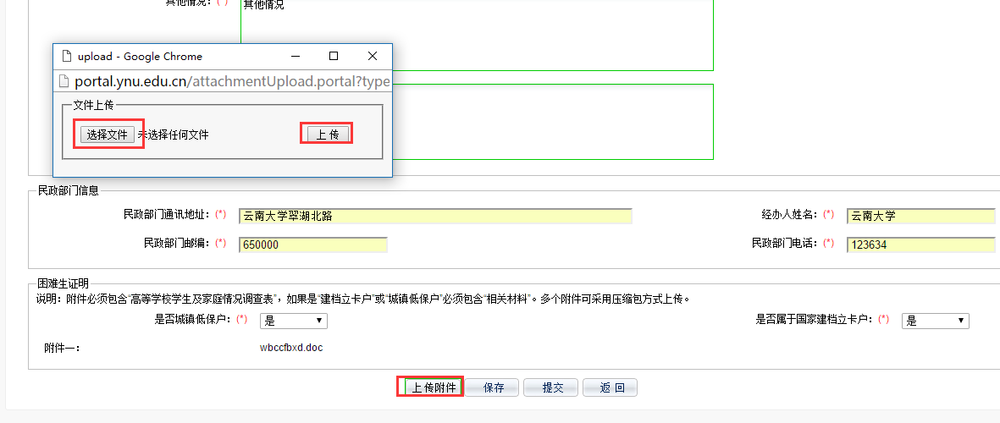 其他情况：(*) 其他情况
upload - Google Chrome
portal.ynu.edu.cn/attachmentUpload.portal?type
文件上传
选择文件 未选择任何文件 上 传
民政部门信息
民政部门通讯地址：(*) 云南大学翠湖北路 经办人姓名：(*) 云南大学
民政部门邮编：(*) 650000 民政部门电话：(*) 123634
困难生证明
说明：附件必须包含“高等学校学生及家庭情况调查表”，如果是“建档立卡户”或“城镇低保户”必须包含“相关材料”。多个附件可采用压缩包方式上传。
是否城镇低保户：(*) 是 是否属于国家建档立卡户：(*) 是
附件一： wbccfbxd.doc
上传附件 保存 提交 返 回